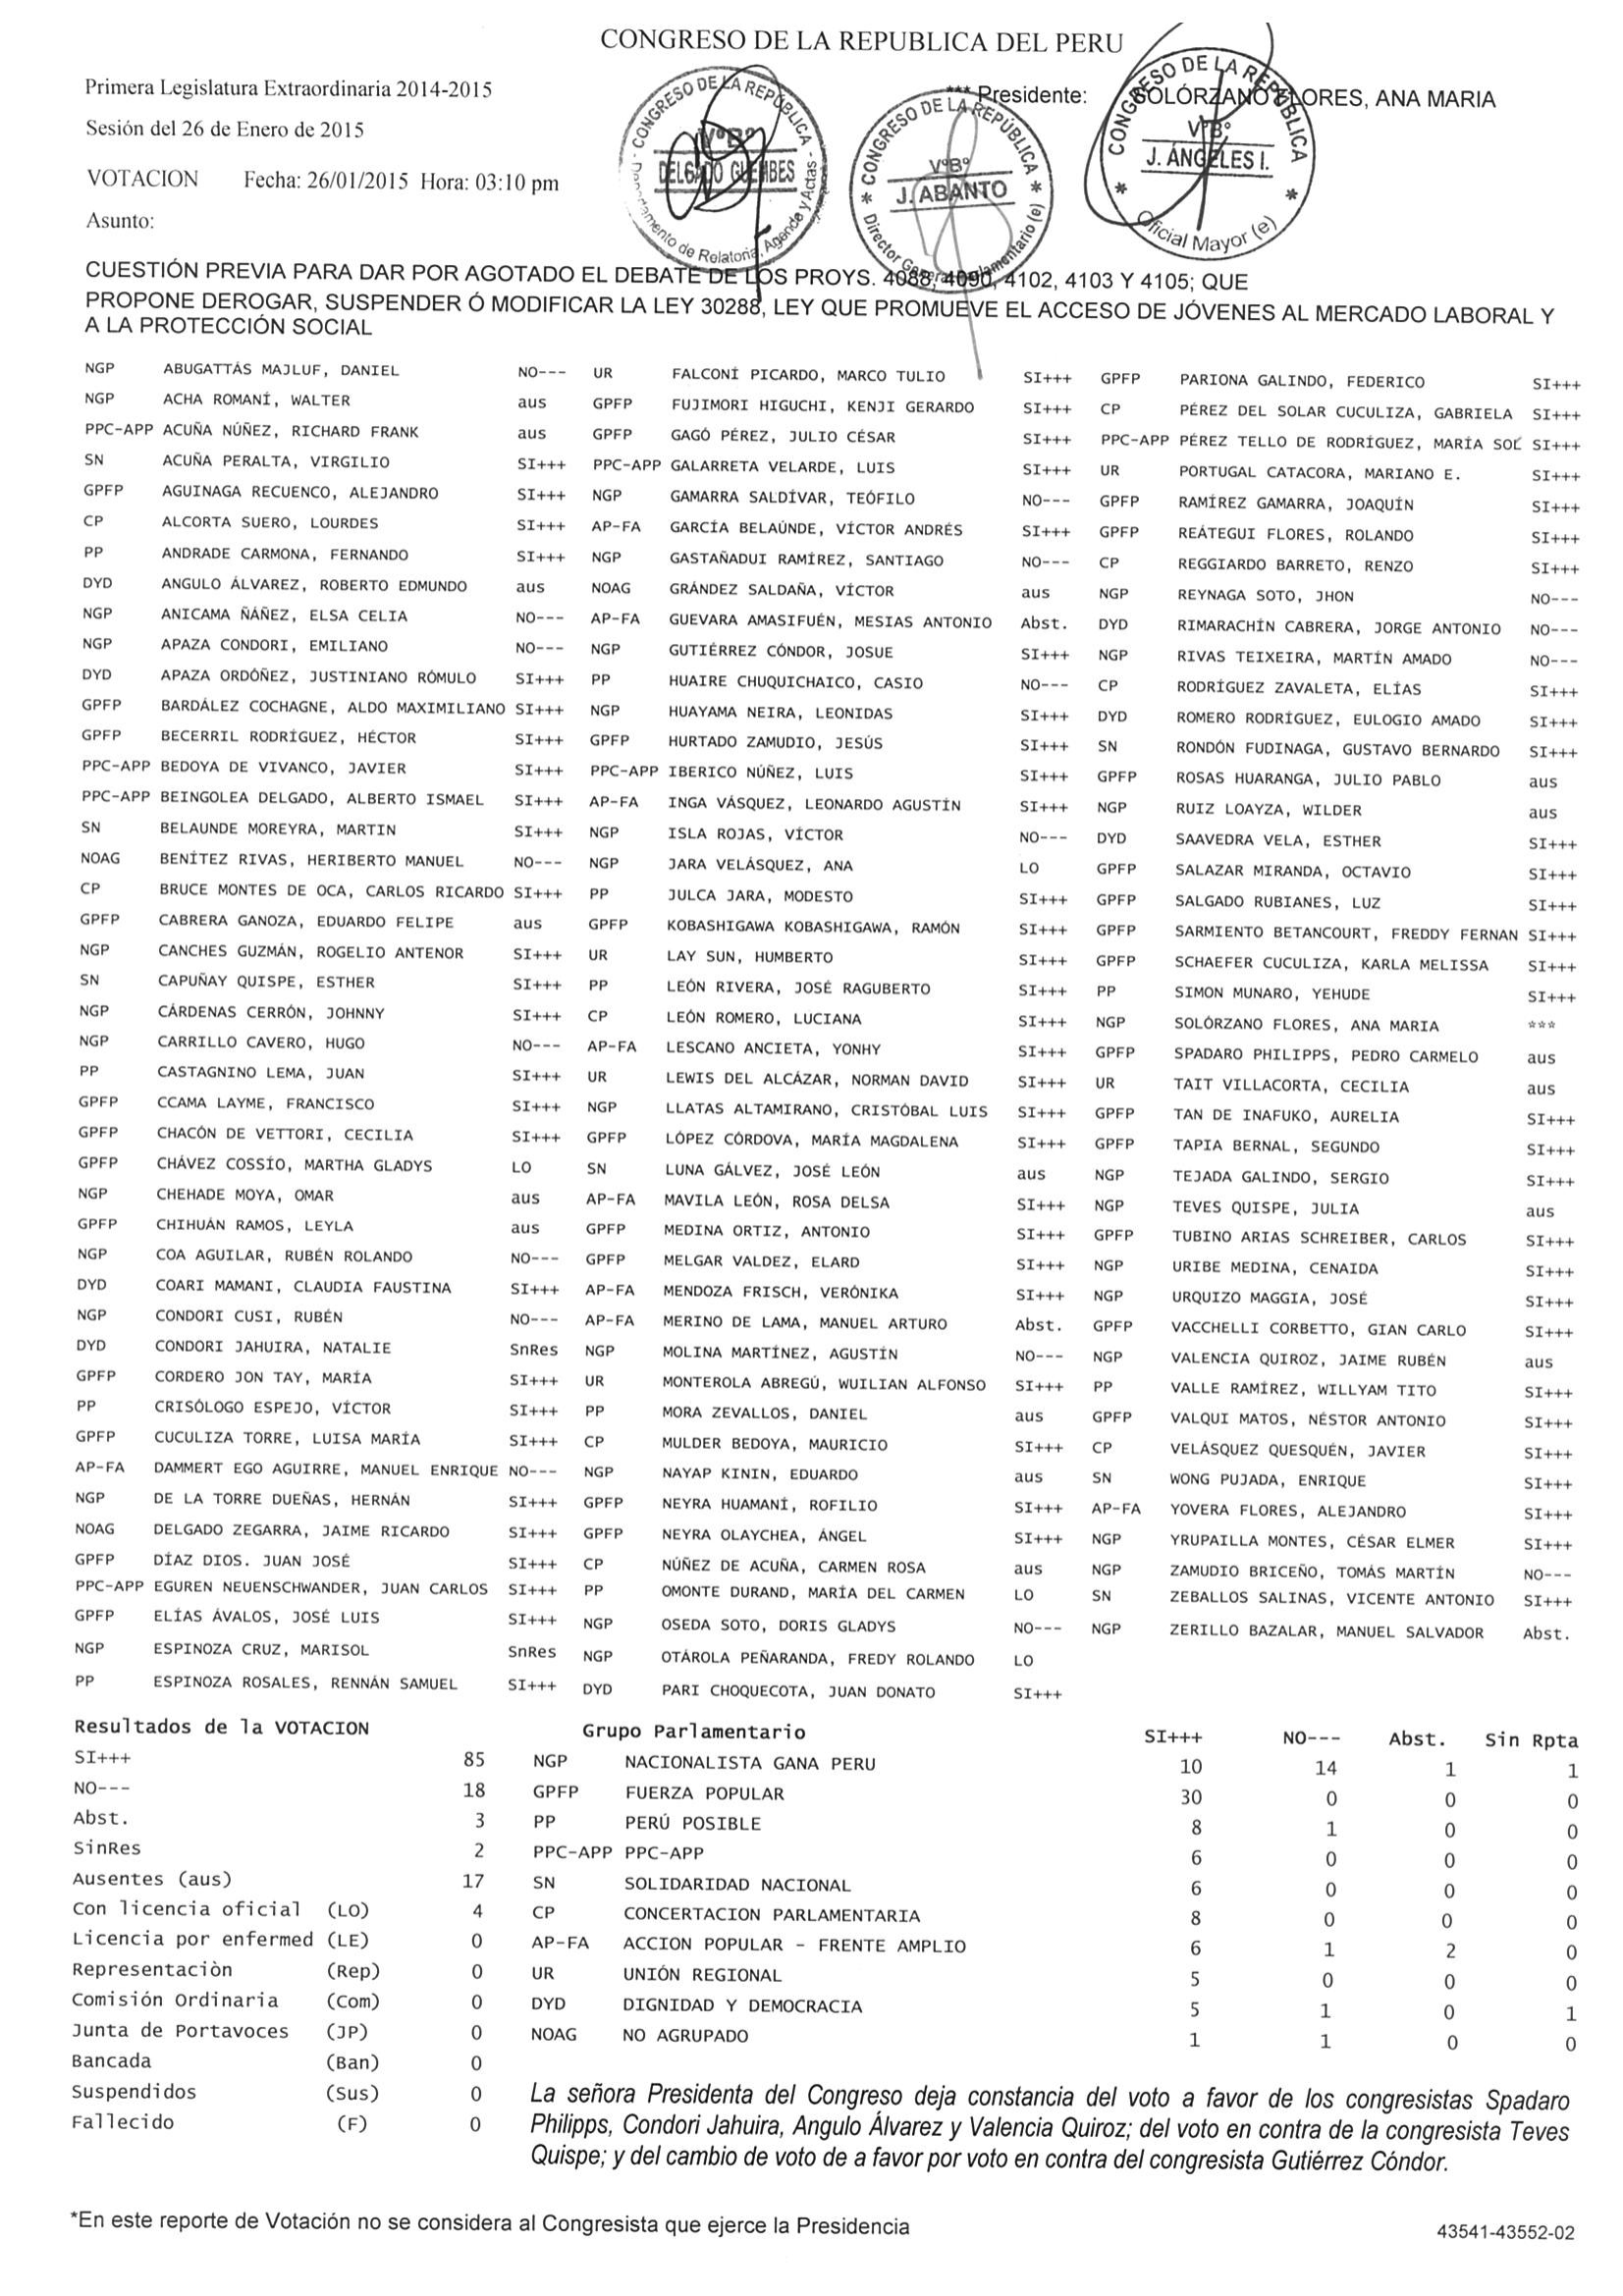 CONGRESO DE LA REPUBLICA DEL PERU
Primera Legislatura Extraordinaria 2014-2015
*** Presidente: SOLÓRZANO FLORES, ANA MARIA
Sesión del 26 de Enero de 2015
VOTACION Fecha: 26/01/2015 Hora: 03:10 pm
Asunto:
CONGRESO DE LA REPÚBLICA
VºBº
DELGADO GUEMBES
Departamento de Relatoria, Agenda y Actas
CONGRESO DE LA REPÚBLICA
VºBº
J. ABANTO
Director General Parlamentario (e)
CONGRESO DE LA REPÚBLICA
VºBº
J. ÁNGELES I.
Oficial Mayor (e)
CUESTIÓN PREVIA PARA DAR POR AGOTADO EL DEBATE DE LOS PROYS. 4088, 4090, 4102, 4103 Y 4105; QUE
PROPONE DEROGAR, SUSPENDER Ó MODIFICAR LA LEY 30288, LEY QUE PROMUEVE EL ACCESO DE JÓVENES AL MERCADO LABORAL Y
A LA PROTECCIÓN SOCIAL
NGP ABUGATTÁS MAJLUF, DANIEL NO---
NGP ACHA ROMANÍ, WALTER aus
PPC-APP ACUÑA NÚÑEZ, RICHARD FRANK aus
SN ACUÑA PERALTA, VIRGILIO SI+++
GPFP AGUINAGA RECUENCO, ALEJANDRO SI+++
CP ALCORTA SUERO, LOURDES SI+++
PP ANDRADE CARMONA, FERNANDO SI+++
DYD ANGULO ÁLVAREZ, ROBERTO EDMUNDO aus
NGP ANICAMA ÑÁÑEZ, ELSA CELIA NO---
NGP APAZA CONDORI, EMILIANO NO---
DYD APAZA ORDÓÑEZ, JUSTINIANO RÓMULO SI+++
GPFP BARDÁLEZ COCHAGNE, ALDO MAXIMILIANO SI+++
GPFP BECERRIL RODRÍGUEZ, HÉCTOR SI+++
PPC-APP BEDOYA DE VIVANCO, JAVIER SI+++
PPC-APP BEINGOLEA DELGADO, ALBERTO ISMAEL SI+++
SN BELAUNDE MOREYRA, MARTIN SI+++
NOAG BENÍTEZ RIVAS, HERIBERTO MANUEL NO---
CP BRUCE MONTES DE OCA, CARLOS RICARDO SI+++
GPFP CABRERA GANOZA, EDUARDO FELIPE aus
NGP CANCHES GUZMÁN, ROGELIO ANTENOR SI+++
SN CAPUÑAY QUISPE, ESTHER SI+++
NGP CÁRDENAS CERRÓN, JOHNNY SI+++
NGP CARRILLO CAVERO, HUGO NO---
PP CASTAGNINO LEMA, JUAN SI+++
GPFP CCAMA LAYME, FRANCISCO SI+++
GPFP CHACÓN DE VETTORI, CECILIA SI+++
GPFP CHÁVEZ COSSÍO, MARTHA GLADYS LO
NGP CHEHADE MOYA, OMAR aus
GPFP CHIHUÁN RAMOS, LEYLA aus
NGP COA AGUILAR, RUBÉN ROLANDO NO---
DYD COARI MAMANI, CLAUDIA FAUSTINA SI+++
NGP CONDORI CUSI, RUBÉN NO---
DYD CONDORI JAHUIRA, NATALIE SnRes
GPFP CORDERO JON TAY, MARÍA SI+++
PP CRISÓLOGO ESPEJO, VÍCTOR SI+++
GPFP CUCULIZA TORRE, LUISA MARÍA SI+++
AP-FA DAMMERT EGO AGUIRRE, MANUEL ENRIQUE NO---
NGP DE LA TORRE DUEÑAS, HERNÁN SI+++
NOAG DELGADO ZEGARRA, JAIME RICARDO SI+++
GPFP DÍAZ DIOS. JUAN JOSÉ SI+++
PPC-APP EGUREN NEUENSCHWANDER, JUAN CARLOS SI+++
GPFP ELÍAS ÁVALOS, JOSÉ LUIS SI+++
NGP ESPINOZA CRUZ, MARISOL SnRes
PP ESPINOZA ROSALES, RENNÁN SAMUEL SI+++
UR FALCONÍ PICARDO, MARCO TULIO SI+++
GPFP FUJIMORI HIGUCHI, KENJI GERARDO SI+++
GPFP GAGÓ PÉREZ, JULIO CÉSAR SI+++
PPC-APP GALARRETA VELARDE, LUIS SI+++
NGP GAMARRA SALDÍVAR, TEÓFILO NO---
AP-FA GARCÍA BELAÚNDE, VÍCTOR ANDRÉS SI+++
NGP GASTAÑADUI RAMÍREZ, SANTIAGO NO---
NOAG GRÁNDEZ SALDAÑA, VÍCTOR aus
AP-FA GUEVARA AMASIFUÉN, MESIAS ANTONIO Abst.
NGP GUTIÉRREZ CÓNDOR, JOSUE SI+++
PP HUAIRE CHUQUICHAICO, CASIO NO---
NGP HUAYAMA NEIRA, LEONIDAS SI+++
GPFP HURTADO ZAMUDIO, JESÚS SI+++
PPC-APP IBERICO NÚÑEZ, LUIS SI+++
AP-FA INGA VÁSQUEZ, LEONARDO AGUSTÍN SI+++
NGP ISLA ROJAS, VÍCTOR NO---
NGP JARA VELÁSQUEZ, ANA LO
PP JULCA JARA, MODESTO SI+++
GPFP KOBASHIGAWA KOBASHIGAWA, RAMÓN SI+++
UR LAY SUN, HUMBERTO SI+++
PP LEÓN RIVERA, JOSÉ RAGUBERTO SI+++
CP LEÓN ROMERO, LUCIANA SI+++
AP-FA LESCANO ANCIETA, YONHY SI+++
UR LEWIS DEL ALCÁZAR, NORMAN DAVID SI+++
NGP LLATAS ALTAMIRANO, CRISTÓBAL LUIS SI+++
GPFP LÓPEZ CÓRDOVA, MARÍA MAGDALENA SI+++
SN LUNA GÁLVEZ, JOSÉ LEÓN aus
AP-FA MAVILA LEÓN, ROSA DELSA SI+++
GPFP MEDINA ORTIZ, ANTONIO SI+++
GPFP MELGAR VALDEZ, ELARD SI+++
AP-FA MENDOZA FRISCH, VERÓNIKA SI+++
AP-FA MERINO DE LAMA, MANUEL ARTURO Abst.
NGP MOLINA MARTÍNEZ, AGUSTÍN NO---
UR MONTEROLA ABREGÚ, WUILIAN ALFONSO SI+++
PP MORA ZEVALLOS, DANIEL aus
CP MULDER BEDOYA, MAURICIO SI+++
NGP NAYAP KININ, EDUARDO aus
GPFP NEYRA HUAMANÍ, ROFILIO SI+++
GPFP NEYRA OLAYCHEA, ÁNGEL SI+++
CP NÚÑEZ DE ACUÑA, CARMEN ROSA aus
PP OMONTE DURAND, MARÍA DEL CARMEN LO
NGP OSEDA SOTO, DORIS GLADYS NO---
NGP OTÁROLA PEÑARANDA, FREDY ROLANDO LO
DYD PARI CHOQUECOTA, JUAN DONATO SI+++
GPFP PARIONA GALINDO, FEDERICO SI+++
CP PÉREZ DEL SOLAR CUCULIZA, GABRIELA SI+++
PPC-APP PÉREZ TELLO DE RODRÍGUEZ, MARÍA SOL SI+++
UR PORTUGAL CATACORA, MARIANO E. SI+++
GPFP RAMÍREZ GAMARRA, JOAQUÍN SI+++
GPFP REÁTEGUI FLORES, ROLANDO SI+++
CP REGGIARDO BARRETO, RENZO SI+++
NGP REYNAGA SOTO, JHON NO---
DYD RIMARACHÍN CABRERA, JORGE ANTONIO NO---
NGP RIVAS TEIXEIRA, MARTÍN AMADO NO---
CP RODRÍGUEZ ZAVALETA, ELÍAS SI+++
DYD ROMERO RODRÍGUEZ, EULOGIO AMADO SI+++
SN RONDÓN FUDINAGA, GUSTAVO BERNARDO SI+++
GPFP ROSAS HUARANGA, JULIO PABLO aus
NGP RUIZ LOAYZA, WILDER aus
DYD SAAVEDRA VELA, ESTHER SI+++
GPFP SALAZAR MIRANDA, OCTAVIO SI+++
GPFP SALGADO RUBIANES, LUZ SI+++
GPFP SARMIENTO BETANCOURT, FREDDY FERNAN SI+++
GPFP SCHAEFER CUCULIZA, KARLA MELISSA SI+++
PP SIMON MUNARO, YEHUDE SI+++
NGP SOLÓRZANO FLORES, ANA MARIA ***
GPFP SPADARO PHILIPPS, PEDRO CARMELO aus
UR TAIT VILLACORTA, CECILIA aus
GPFP TAN DE INAFUKO, AURELIA SI+++
GPFP TAPIA BERNAL, SEGUNDO SI+++
NGP TEJADA GALINDO, SERGIO SI+++
NGP TEVES QUISPE, JULIA aus
GPFP TUBINO ARIAS SCHREIBER, CARLOS SI+++
NGP URIBE MEDINA, CENAIDA SI+++
NGP URQUIZO MAGGIA, JOSÉ SI+++
GPFP VACCHELLI CORBETTO, GIAN CARLO SI+++
NGP VALENCIA QUIROZ, JAIME RUBÉN aus
PP VALLE RAMÍREZ, WILLYAM TITO SI+++
GPFP VALQUI MATOS, NÉSTOR ANTONIO SI+++
CP VELÁSQUEZ QUESQUÉN, JAVIER SI+++
SN WONG PUJADA, ENRIQUE SI+++
AP-FA YOVERA FLORES, ALEJANDRO SI+++
NGP YRUPAILLA MONTES, CÉSAR ELMER SI+++
NGP ZAMUDIO BRICEÑO, TOMÁS MARTÍN NO---
SN ZEBALLOS SALINAS, VICENTE ANTONIO SI+++
NGP ZERILLO BAZALAR, MANUEL SALVADOR Abst.
Resultados de la VOTACION
SI+++ 85
NO--- 18
Abst. 3
SinRes 2
Ausentes (aus) 17
Con licencia oficial (LO) 4
Licencia por enfermed (LE) 0
Representaciòn (Rep) 0
Comisión Ordinaria (Com) 0
Junta de Portavoces (JP) 0
Bancada (Ban) 0
Suspendidos (Sus) 0
Fallecido (F) 0
Grupo Parlamentario SI+++ NO--- Abst. Sin Rpta
NGP NACIONALISTA GANA PERU 10 14 1 1
GPFP FUERZA POPULAR 30 0 0 0
PP PERÚ POSIBLE 8 1 0 0
PPC-APP PPC-APP 6 0 0 0
SN SOLIDARIDAD NACIONAL 6 0 0 0
CP CONCERTACION PARLAMENTARIA 8 0 0 0
AP-FA ACCION POPULAR - FRENTE AMPLIO 6 1 2 0
UR UNIÓN REGIONAL 5 0 0 0
DYD DIGNIDAD Y DEMOCRACIA 5 1 0 1
NOAG NO AGRUPADO 1 1 0 0
La señora Presidenta del Congreso deja constancia del voto a favor de los congresistas Spadaro
Philipps, Condori Jahuira, Angulo Álvarez y Valencia Quiroz; del voto en contra de la congresista Teves
Quispe; y del cambio de voto de a favor por voto en contra del congresista Gutiérrez Cóndor.
*En este reporte de Votación no se considera al Congresista que ejerce la Presidencia
43541-43552-02